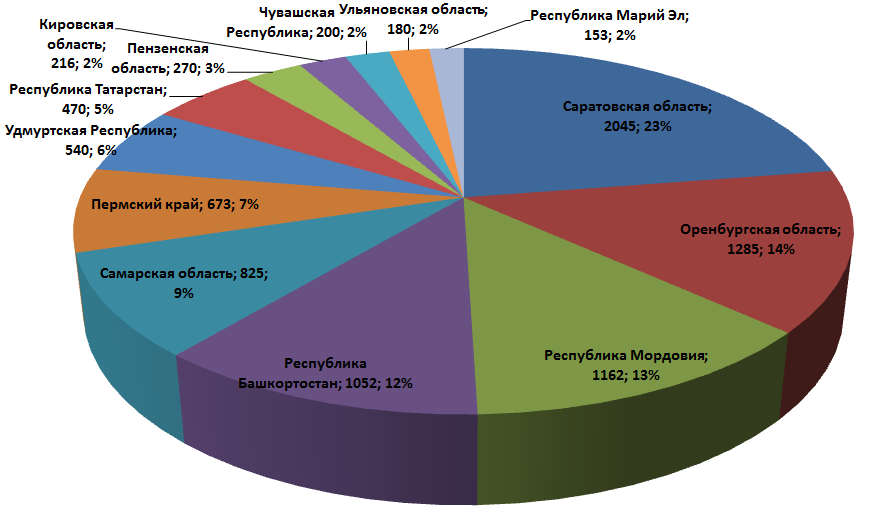 Саратовская область;
2045; 23%
Оренбургская область;
1285; 14%
Республика Мордовия;
1162; 13%
Республика
Башкортостан; 1052; 12%
Самарская область; 825;
9%
Пермский край; 673; 7%
Удмуртская Республика;
540; 6%
Республика Татарстан;
470; 5%
Пензенская
область; 270; 3%
Кировская
область;
216; 2%
Чувашская
Республика; 200; 2%
Ульяновская область;
180; 2%
Республика Марий Эл;
153; 2%